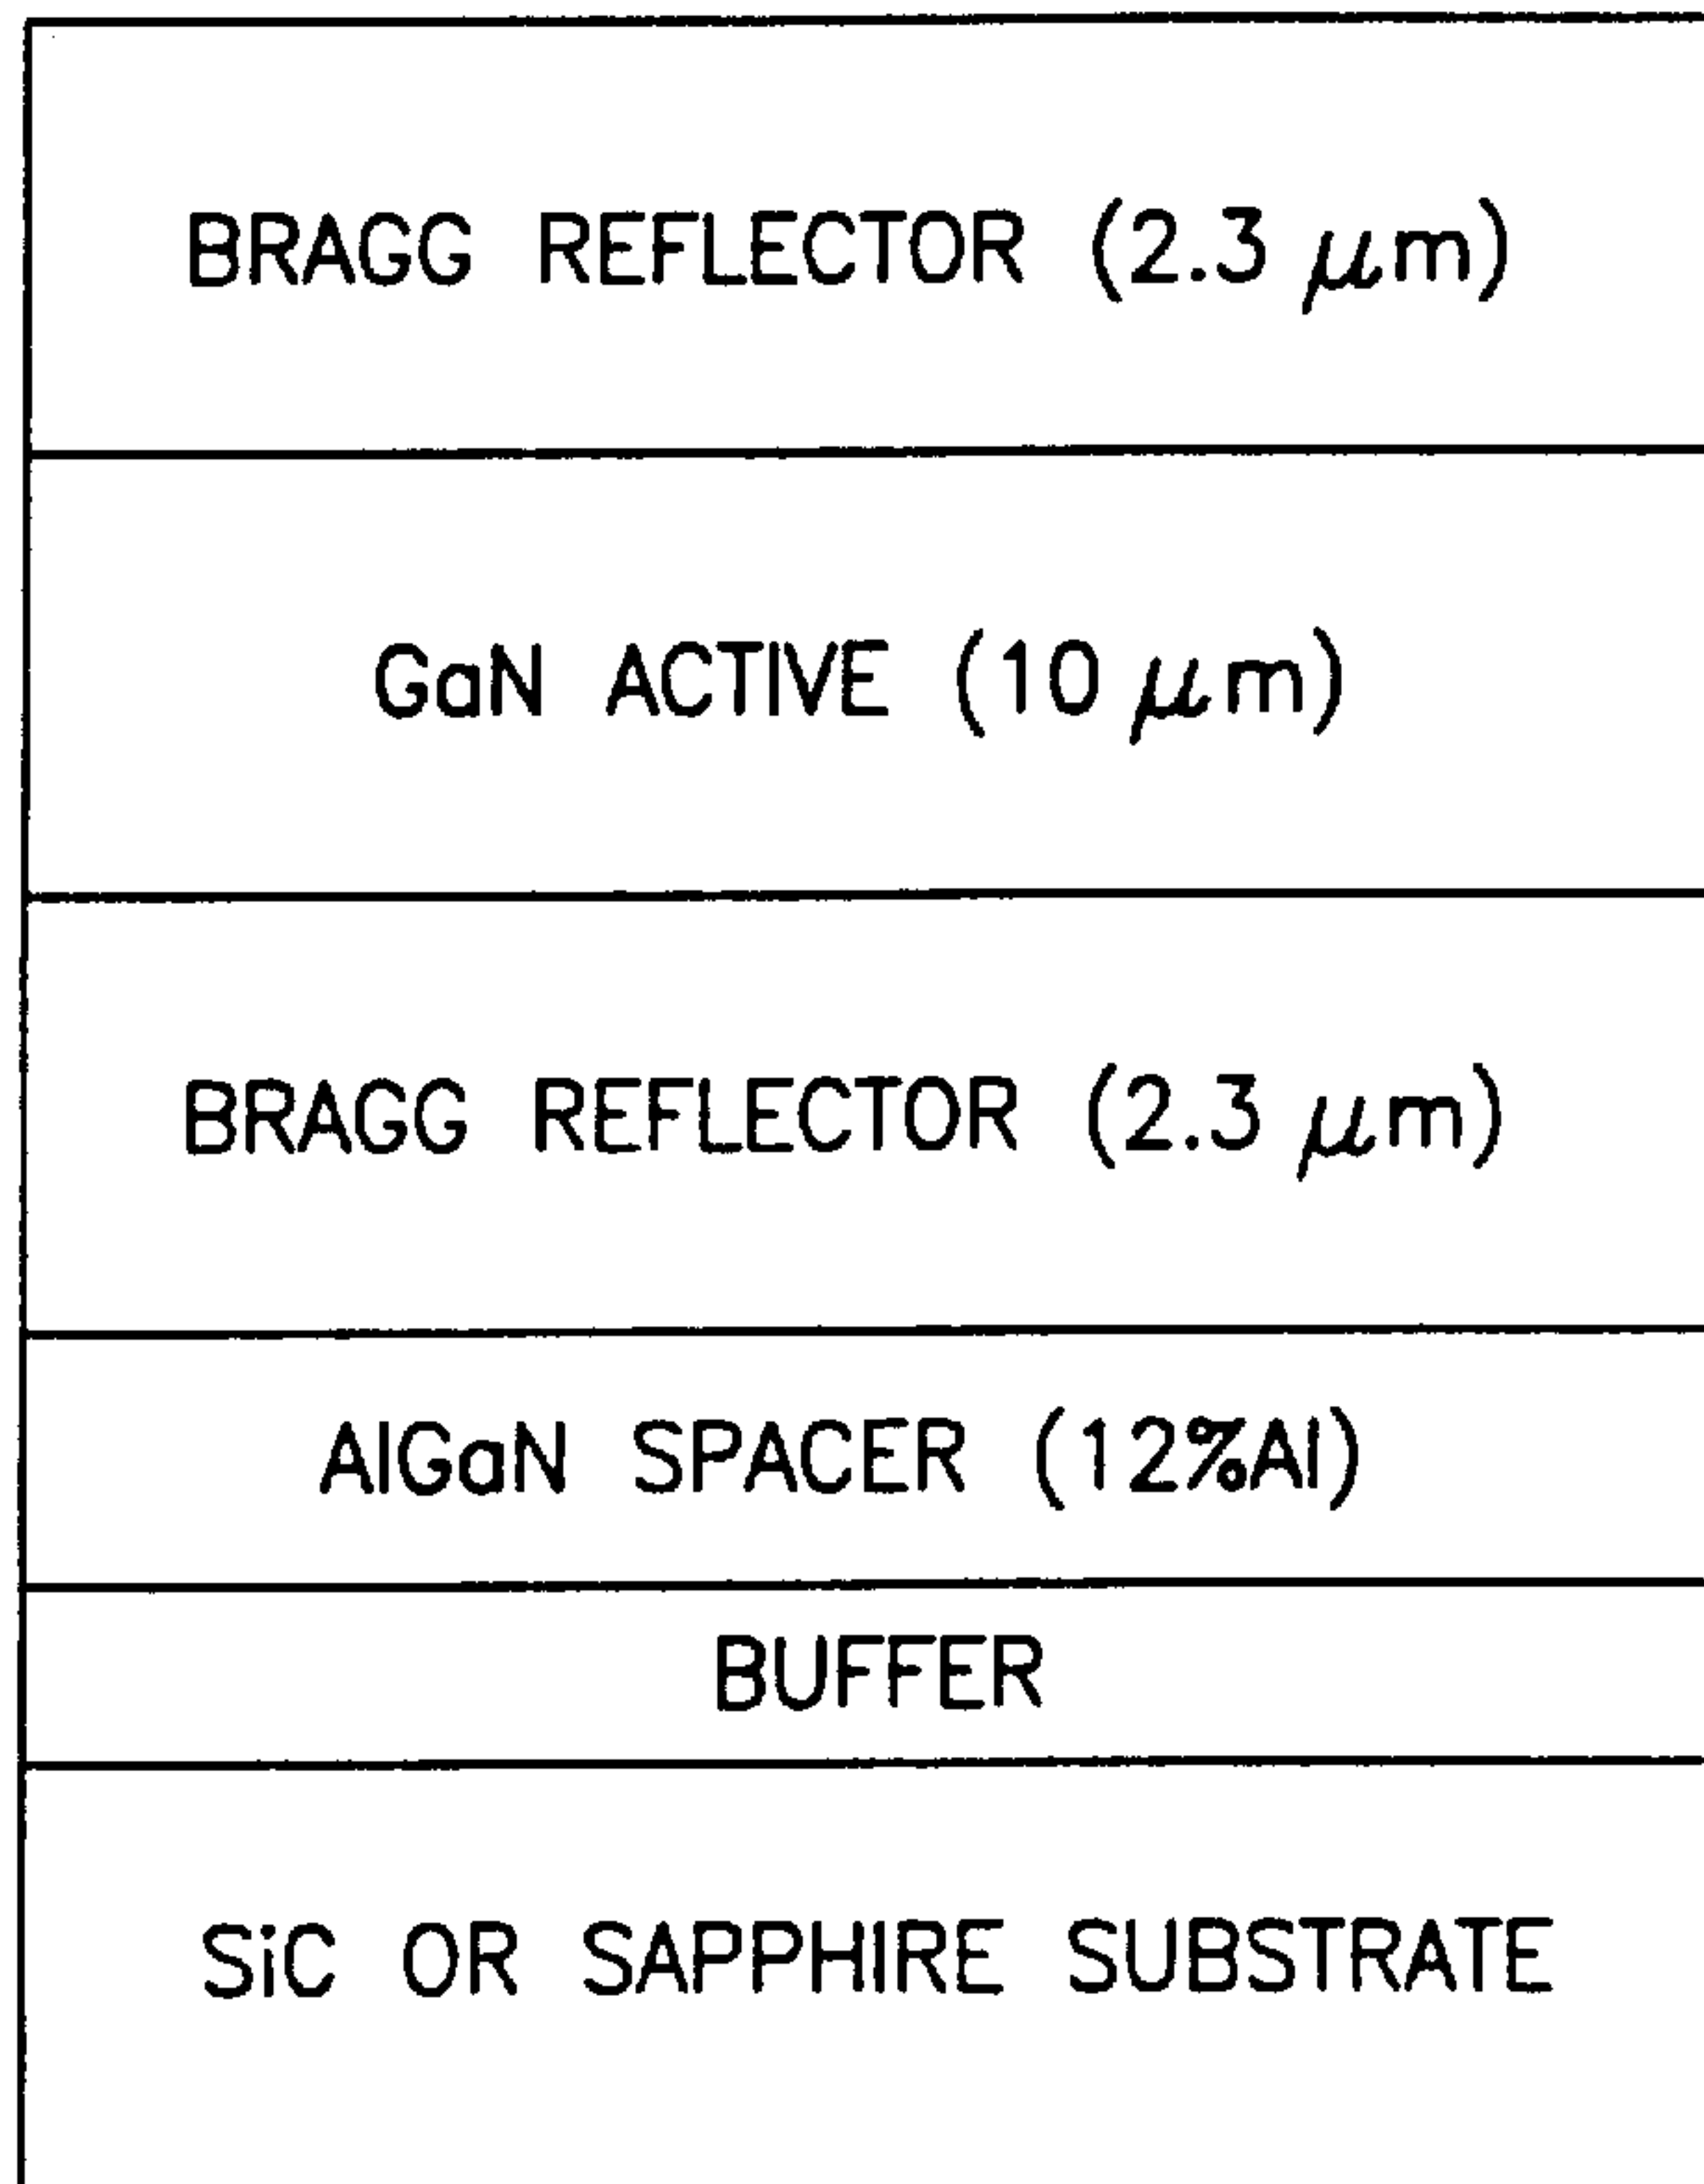 BRAGG REFLECTOR (2.3 μm)
GaN ACTIVE (10 μm)
BRAGG REFLECTOR (2.3 μm)
AlGaN SPACER (12%Al)
BUFFER
SiC OR SAPPHIRE SUBSTRATE